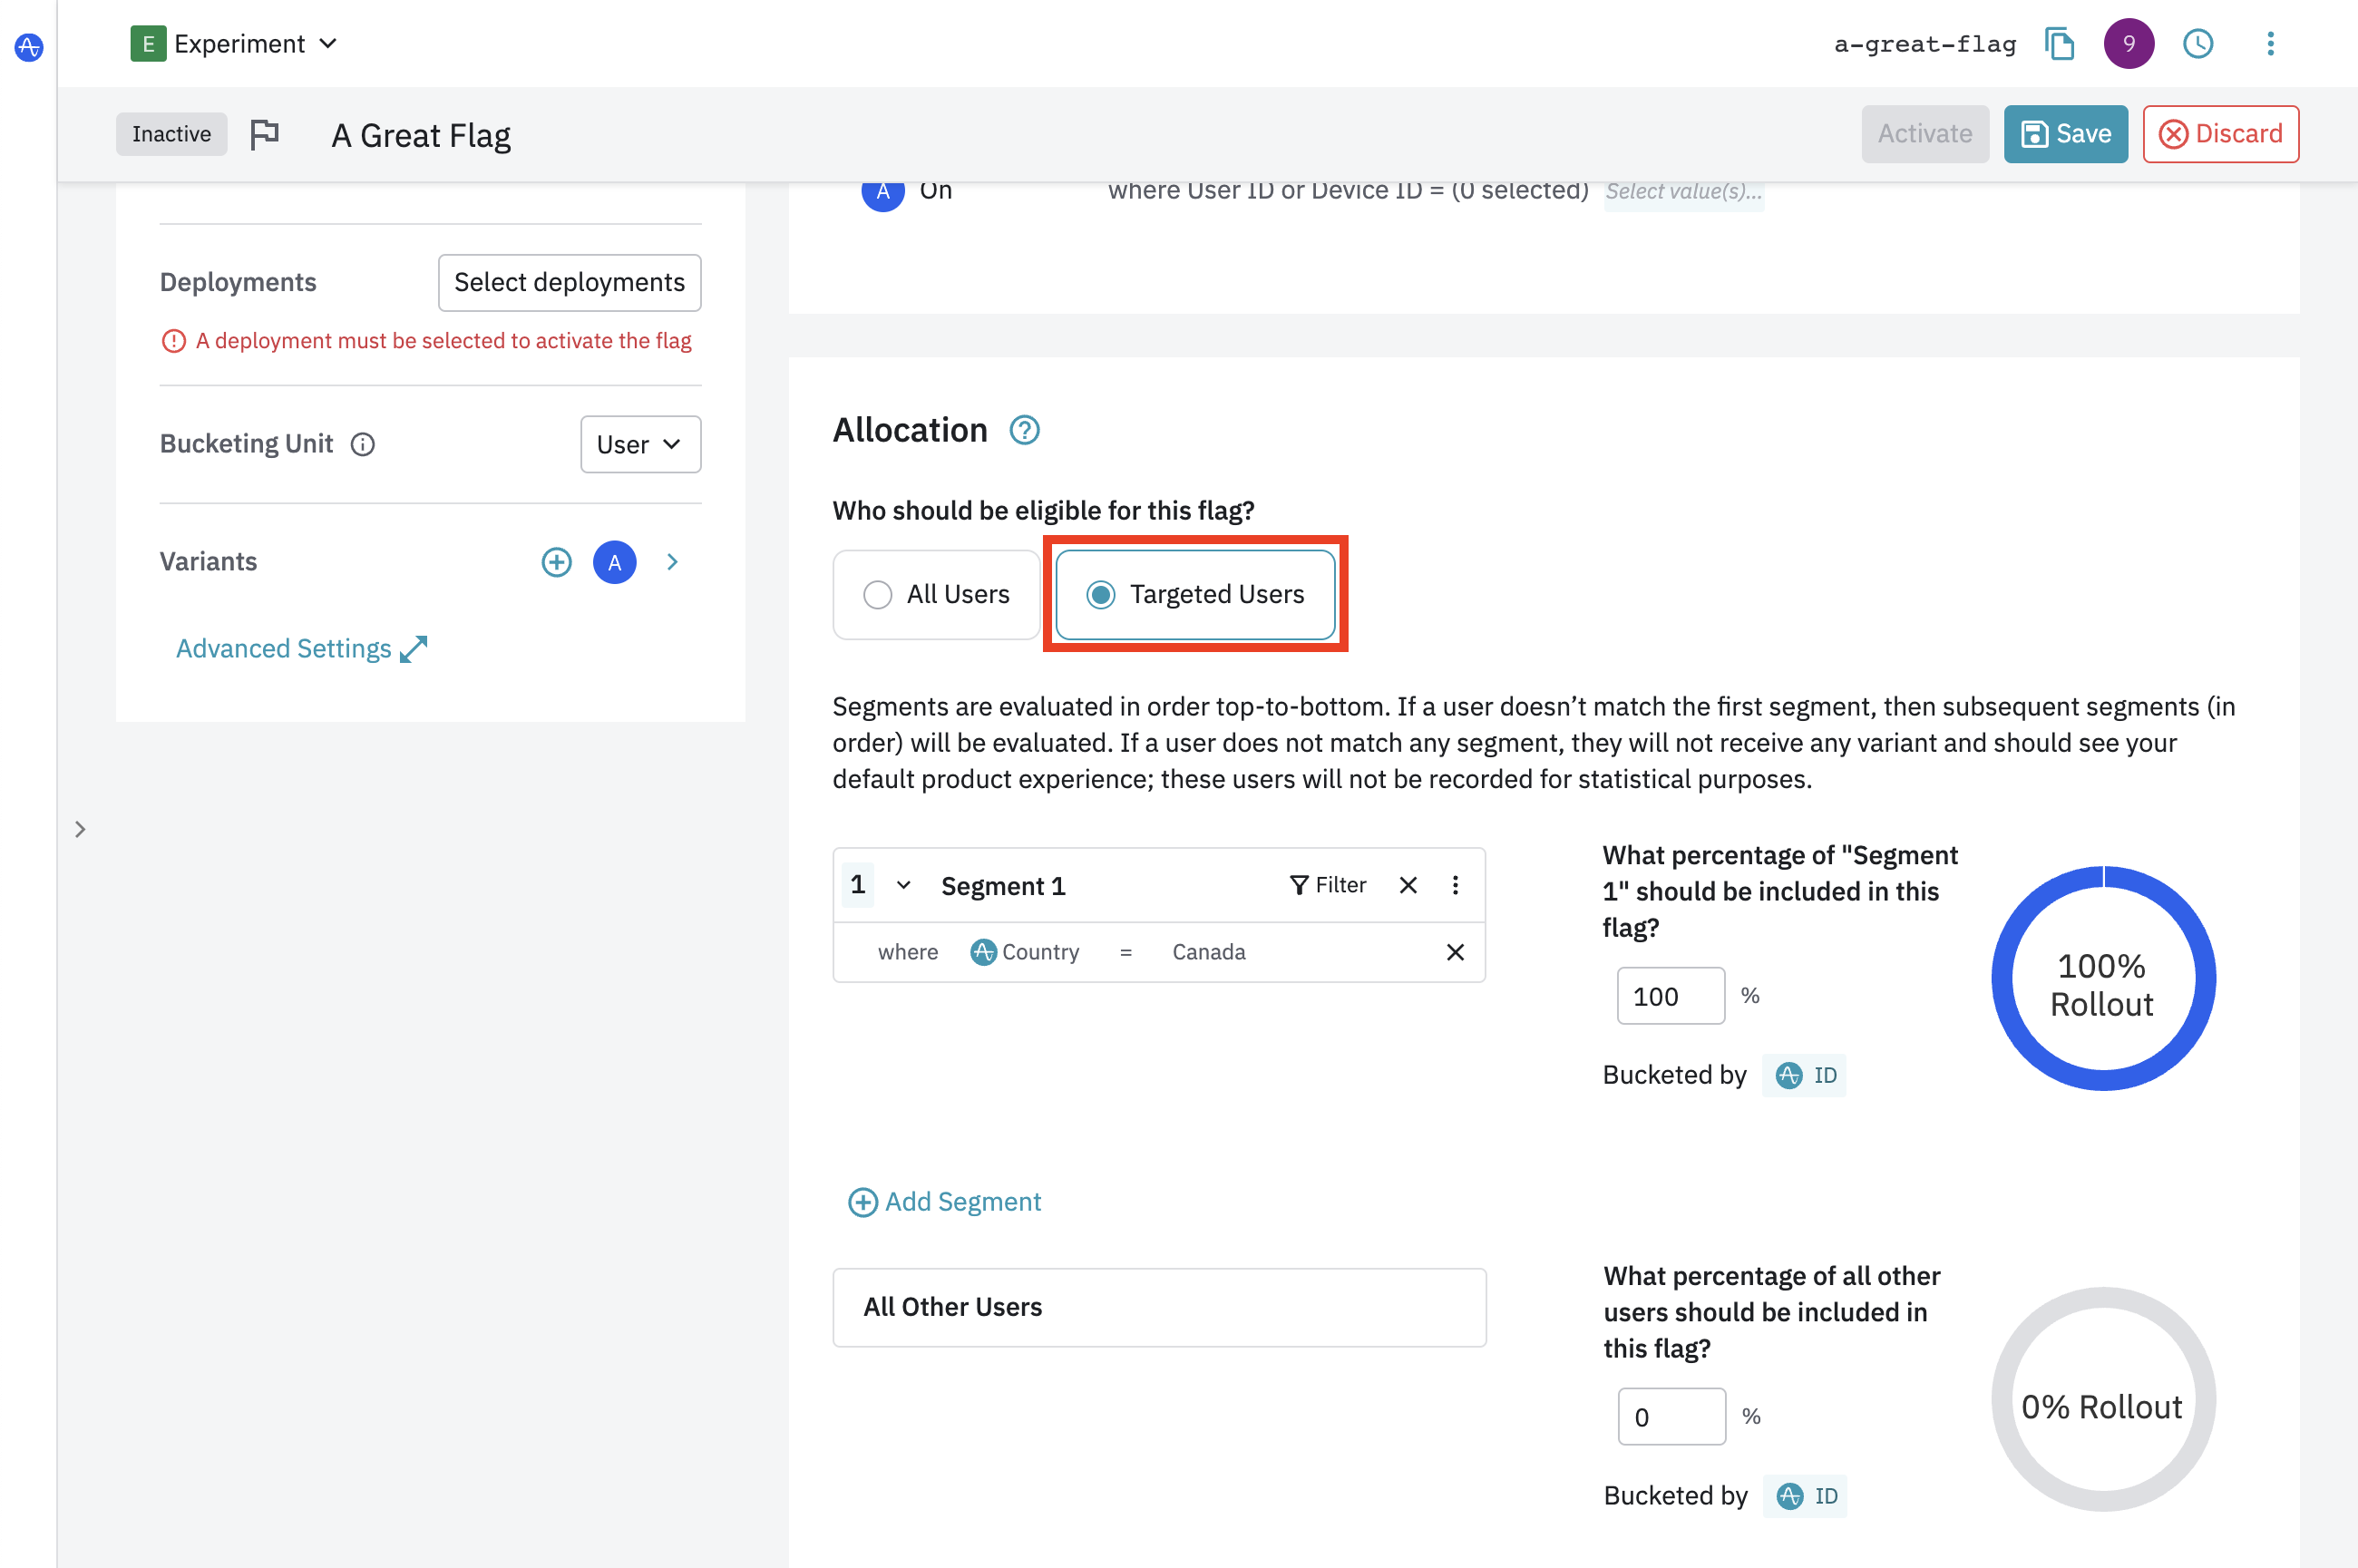 E Experiment
a-great-flag
9
Inactive
A Great Flag
Activate
Save
Discard
Deployments
Select deployments
A deployment must be selected to activate the flag
Bucketing Unit
User
Variants
A
Advanced Settings
A On where User ID or Device ID = (0 selected) Select value(s)...
Allocation
Who should be eligible for this flag?
All Users
Targeted Users
Segments are evaluated in order top-to-bottom. If a user doesn’t match the first segment, then subsequent segments (in
order) will be evaluated. If a user does not match any segment, they will not receive any variant and should see your
default product experience; these users will not be recorded for statistical purposes.
1 Segment 1 Filter
where Country = Canada
What percentage of "Segment
1" should be included in this
flag?
100 %
Bucketed by ID
100%
Rollout
Add Segment
All Other Users
What percentage of all other
users should be included in
this flag?
0 %
Bucketed by ID
0% Rollout